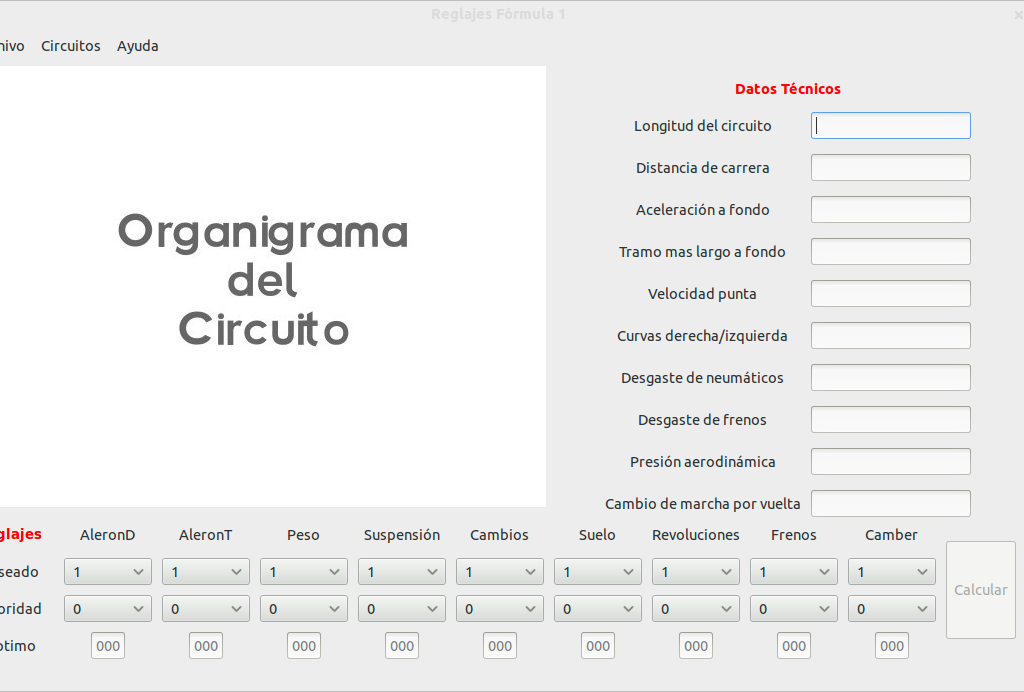 Reglajes Fórmula 1
Circuitos Ayuda
Organigrama
del
Circuito
Datos Técnicos
Longitud del circuito
Distancia de carrera
Aceleración a fondo
Tramo mas largo a fondo
Velocidad punta
Curvas derecha/izquierda
Desgaste de neumáticos
Desgaste de frenos
Presión aerodinámica
Cambio de marcha por vuelta
glajes AleronD AleronT Peso Suspensión Cambios Suelo Revoluciones Frenos Camber
seado 1 1 1 1 1 1 1 1 1
oridad 0 0 0 0 0 0 0 0 0
timo 000 000 000 000 000 000 000 000 000
Calcular